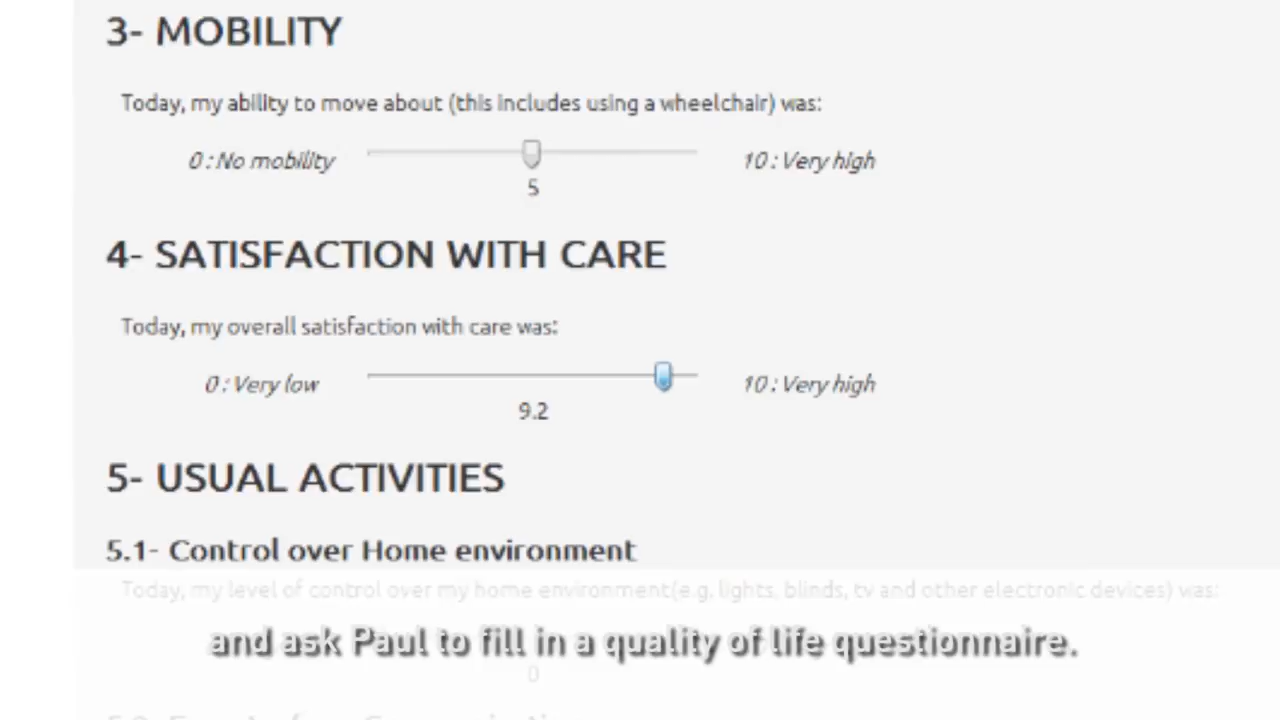 3- MOBILITY
Today, my ability to move about (this includes using a wheelchair) was:
0 : No mobility
10 : Very high
5
4- SATISFACTION WITH CARE
Today, my overall satisfaction with care was:
0 : Very low
10 : Very high
9.2
5- USUAL ACTIVITIES
5.1- Control over Home environment
Today, my level of control over my home environment(e.g. lights, blinds, tv and other electronic devices) was:
and ask Paul to fill in a quality of life questionnaire.
0